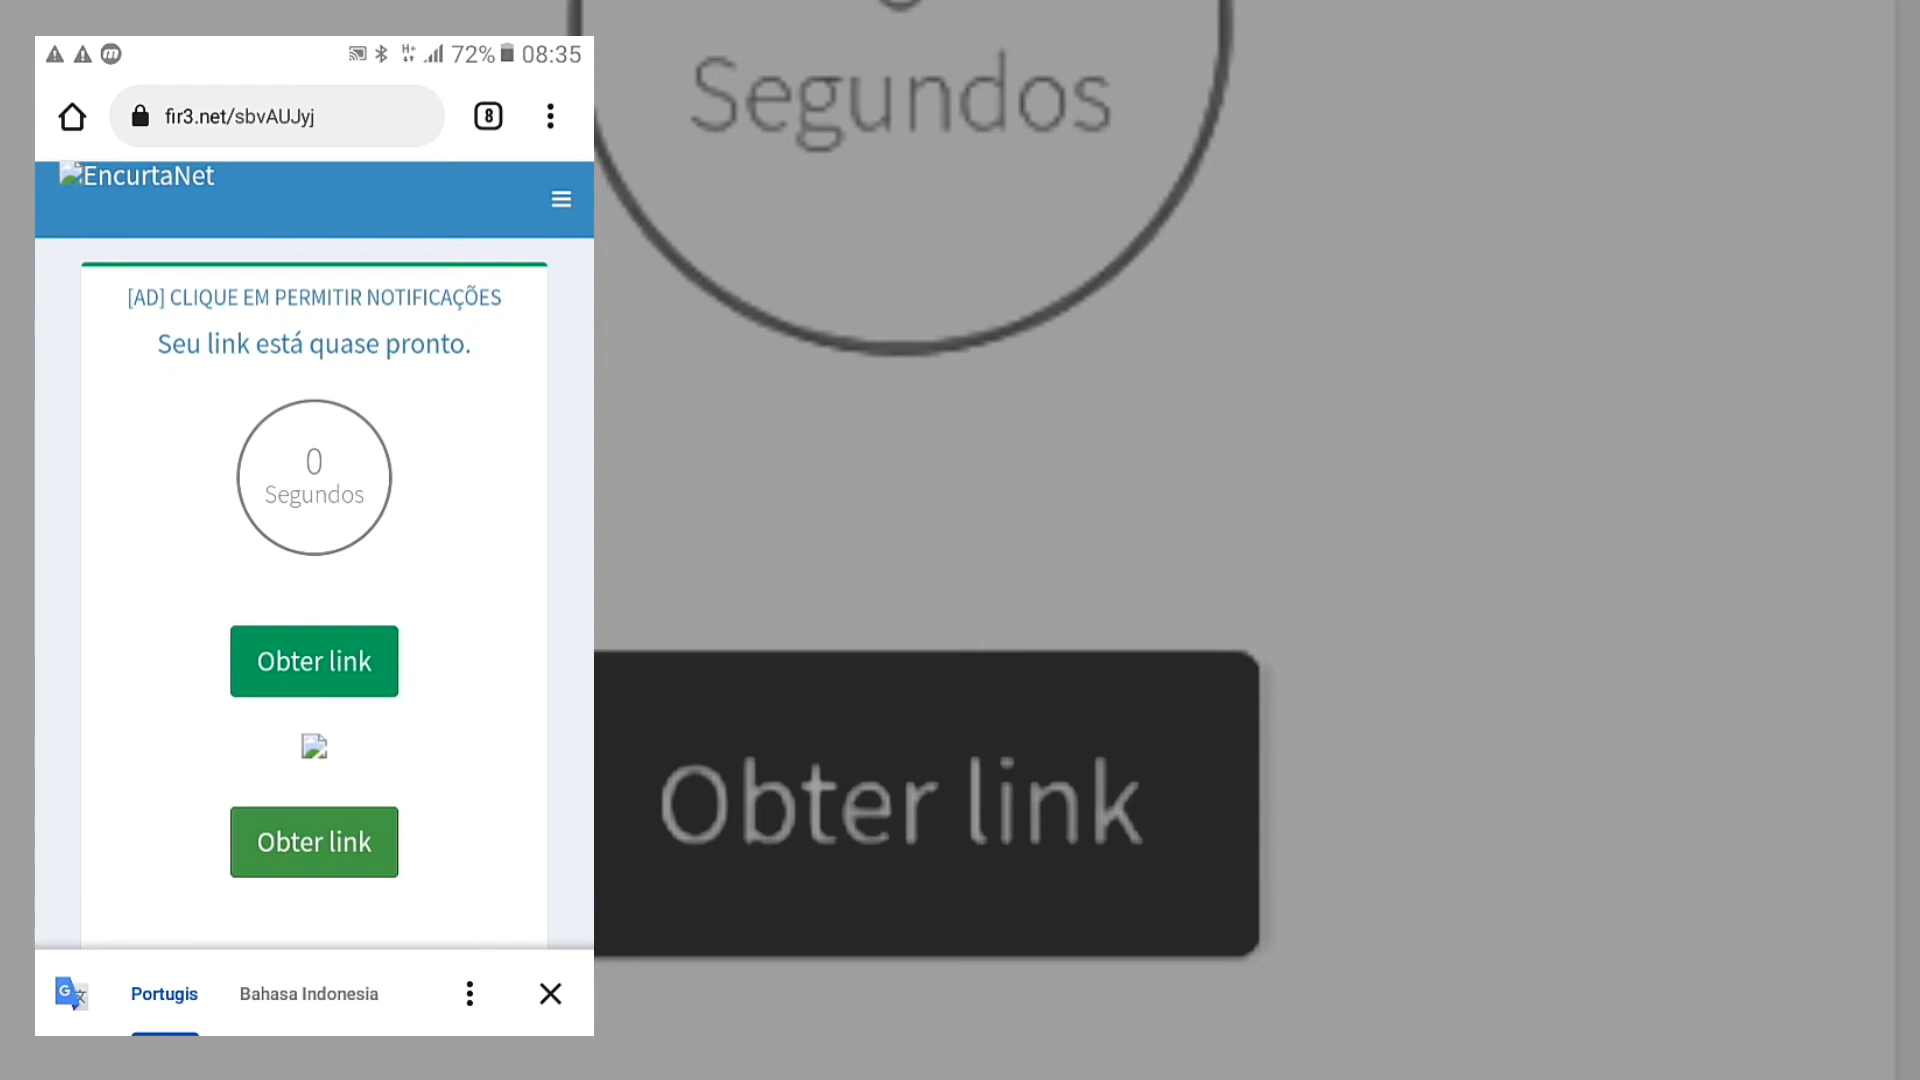 72% 08:35
fir3.net/sbvAUJyj
8
EncurtaNet
[AD] CLIQUE EM PERMITIR NOTIFICAÇÕES
Seu link está quase pronto.
0
Segundos
Obter link
Obter link
Portugis
Bahasa Indonesia
Segundos
Obter link